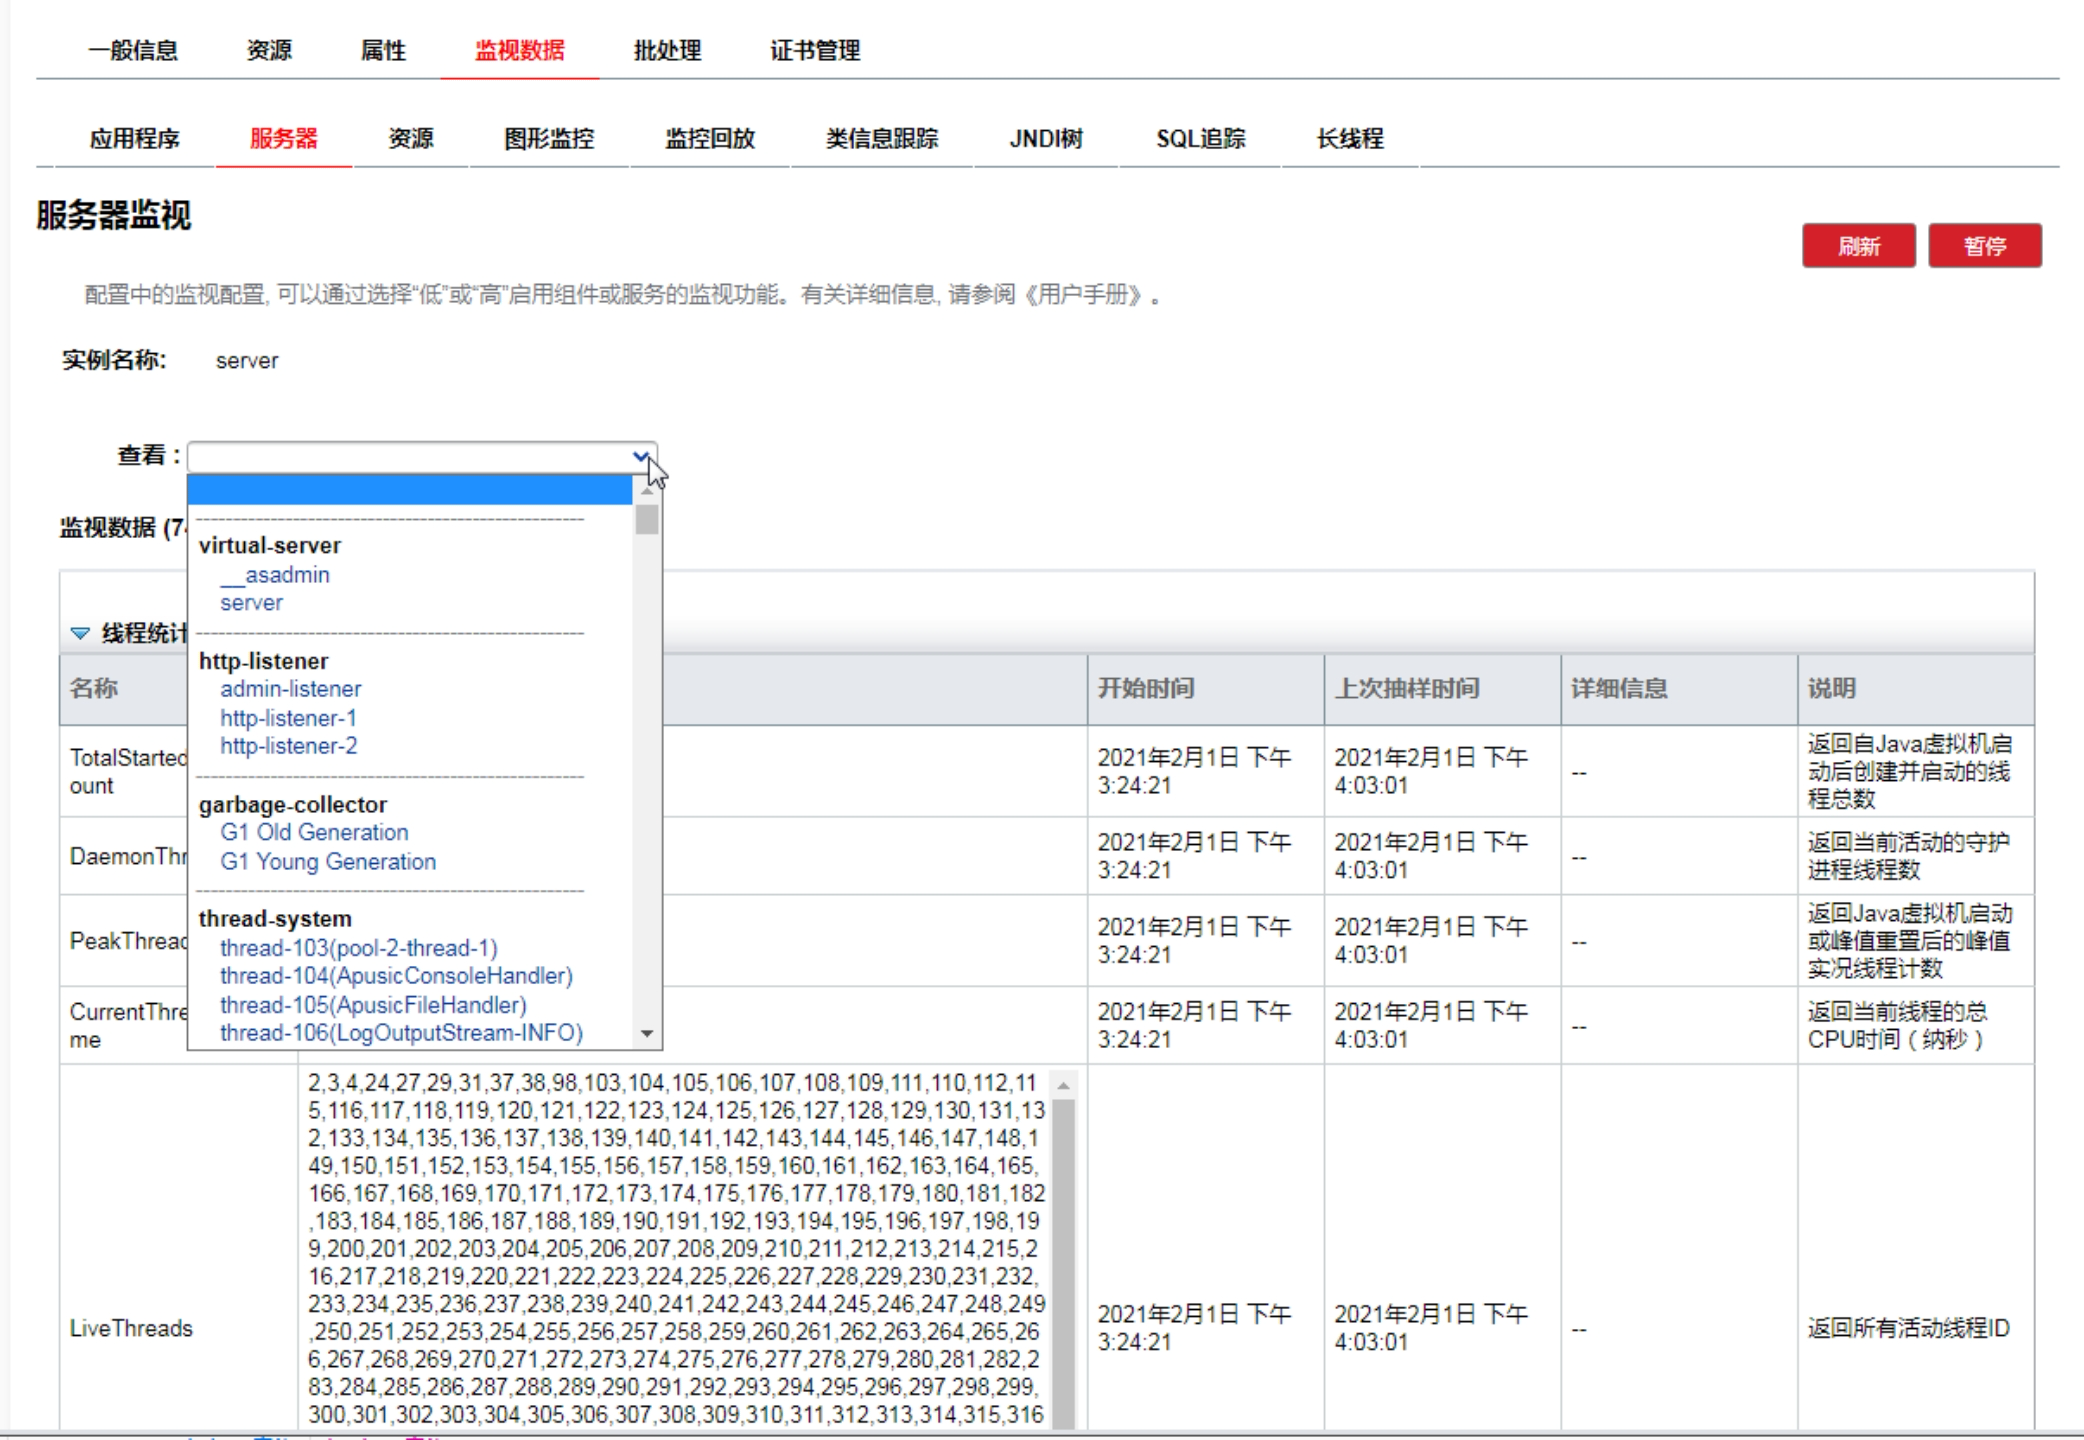 一般信息 资源 属性 监视数据 批处理 证书管理
应用程序 服务器 资源 图形监控 监控回放 类信息跟踪 JNDI树 SQL追踪 长线程
服务器监视
刷新 暂停
配置中的监视配置, 可以通过选择“低”或“高”启用组件或服务的监视功能。有关详细信息, 请参阅《用户手册》。
实例名称: server
查看：
监视数据 (74
virtual-server
__asadmin
server
线程统计
http-listener
admin-listener
http-listener-1
http-listener-2
garbage-collector
G1 Old Generation
G1 Young Generation
thread-system
thread-103(pool-2-thread-1)
thread-104(ApusicConsoleHandler)
thread-105(ApusicFileHandler)
thread-106(LogOutputStream-INFO)
名称 开始时间 上次抽样时间 详细信息 说明
TotalStarted
ount
2021年2月1日 下午
3:24:21
2021年2月1日 下午
4:03:01
--
返回自Java虚拟机启
动后创建并启动的线
程总数
DaemonThr
2021年2月1日 下午
3:24:21
2021年2月1日 下午
4:03:01
--
返回当前活动的守护
进程线程数
PeakThread
2021年2月1日 下午
3:24:21
2021年2月1日 下午
4:03:01
--
返回Java虚拟机启动
或峰值重置后的峰值
实况线程计数
CurrentThre
me
2021年2月1日 下午
3:24:21
2021年2月1日 下午
4:03:01
--
返回当前线程的总
CPU时间（纳秒）
LiveThreads
2,3,4,24,27,29,31,37,38,98,103,104,105,106,107,108,109,111,110,112,11
5,116,117,118,119,120,121,122,123,124,125,126,127,128,129,130,131,13
2,133,134,135,136,137,138,139,140,141,142,143,144,145,146,147,148,1
49,150,151,152,153,154,155,156,157,158,159,160,161,162,163,164,165,
166,167,168,169,170,171,172,173,174,175,176,177,178,179,180,181,182
,183,184,185,186,187,188,189,190,191,192,193,194,195,196,197,198,19
9,200,201,202,203,204,205,206,207,208,209,210,211,212,213,214,215,2
16,217,218,219,220,221,222,223,224,225,226,227,228,229,230,231,232,
233,234,235,236,237,238,239,240,241,242,243,244,245,246,247,248,249
,250,251,252,253,254,255,256,257,258,259,260,261,262,263,264,265,26
6,267,268,269,270,271,272,273,274,275,276,277,278,279,280,281,282,2
83,284,285,286,287,288,289,290,291,292,293,294,295,296,297,298,299,
300,301,302,303,304,305,306,307,308,309,310,311,312,313,314,315,316
2021年2月1日 下午
3:24:21
2021年2月1日 下午
4:03:01
--
返回所有活动线程ID